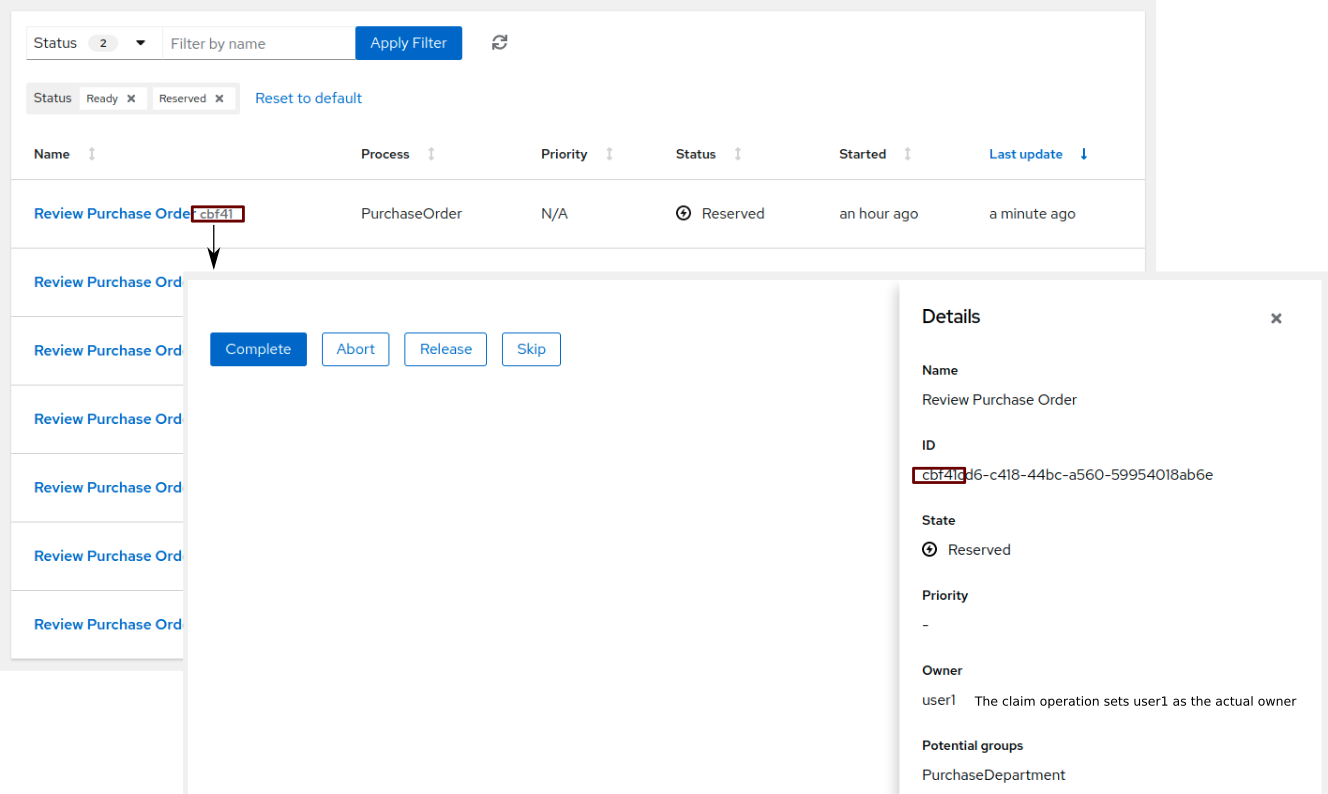 Status 2 Filter by name Apply Filter
Status Ready Reserved Reset to default
Name Process Priority Status Started Last update
Review Purchase Order cbf41 PurchaseOrder N/A Reserved an hour ago a minute ago
Review Purchase Ord
Review Purchase Ord
Review Purchase Ord
Review Purchase Ord
Review Purchase Ord
Review Purchase Ord
Complete Abort Release Skip
Details
Name
Review Purchase Order
ID
cbf41cd6-c418-44bc-a560-59954018ab6e
State
Reserved
Priority
-
Owner
user1 The claim operation sets user1 as the actual owner
Potential groups
PurchaseDepartment